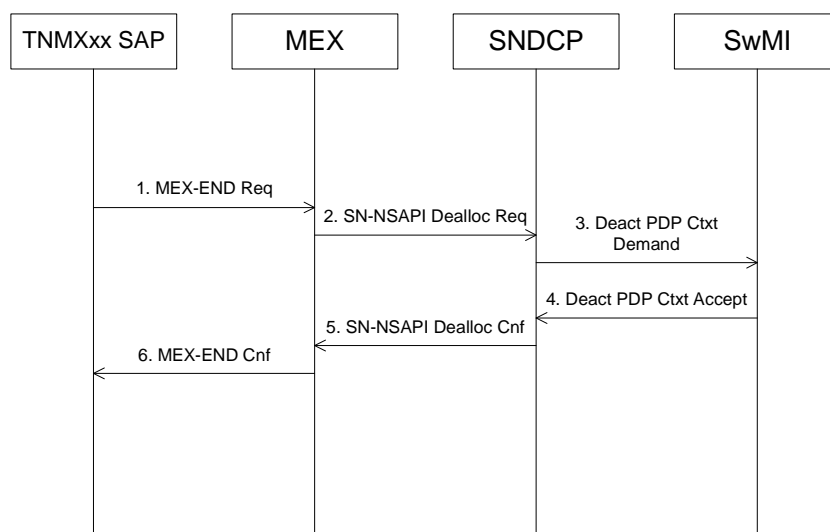 TNMXxx SAP
MEX
SNDCP
SwMI
1. MEX-END Req
2. SN-NSAPI Dealloc Req
3. Deact PDP Ctxt
Demand
4. Deact PDP Ctxt Accept
5. SN-NSAPI Dealloc Cnf
6. MEX-END Cnf